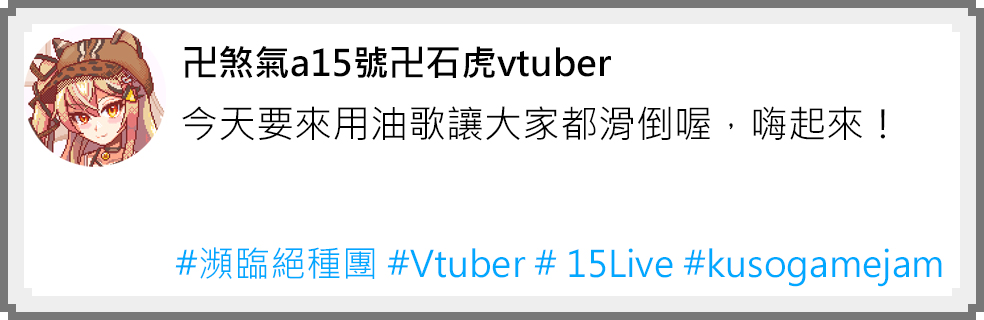 卍煞氣a15號卍石虎vtuber
今天要來用油歌讓大家都滑倒喔，嗨起來！
#瀕臨絕種團 #Vtuber # 15Live #kusogamejam